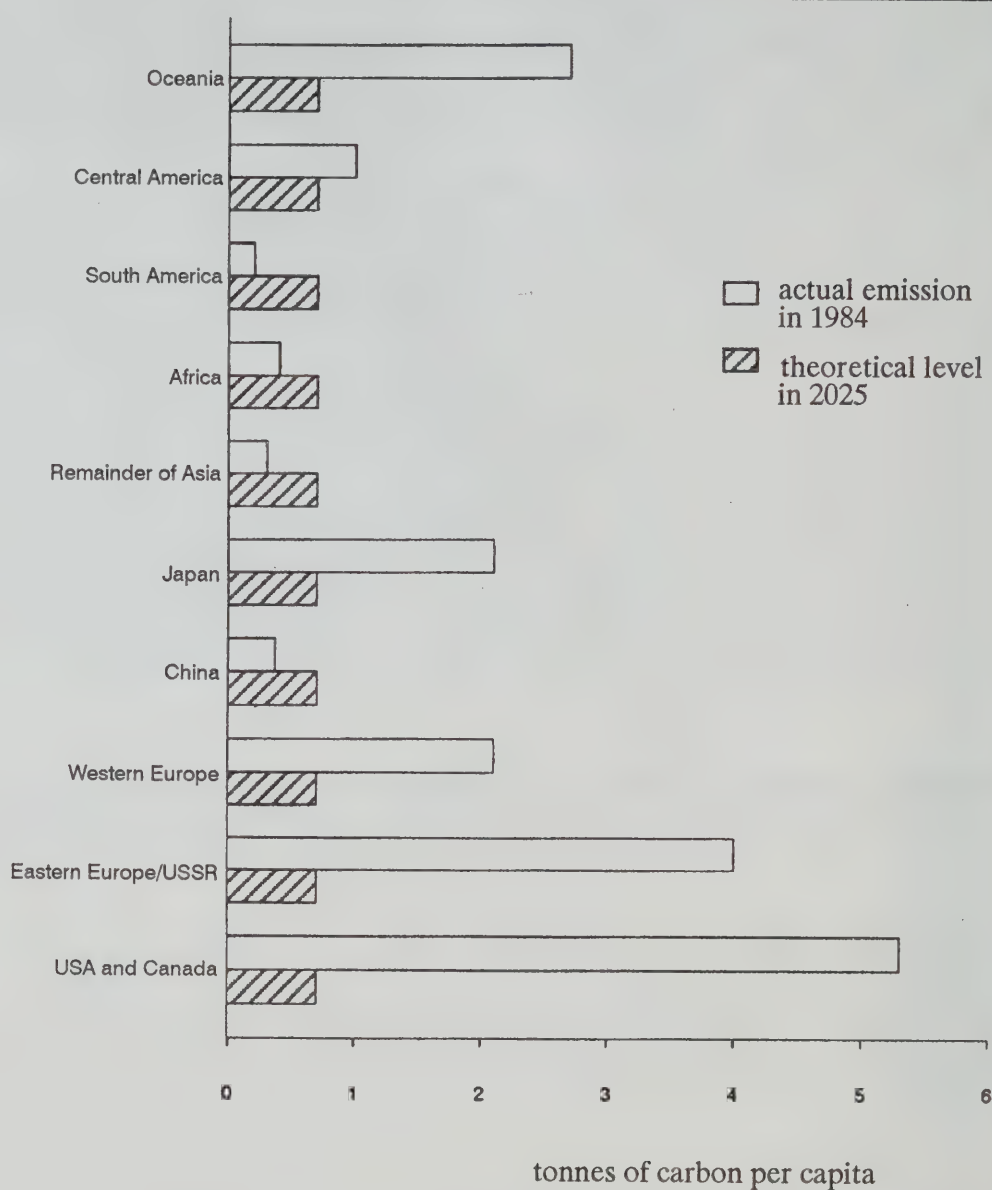 Oceania
Central America
South America
actual emission
in 1984
theoretical level
in 2025
Africa
Remainder of Asia
Japan
China
Western Europe
Eastern Europe/USSR
USA and Canada
0 1 2 3 4 5 6
tonnes of carbon per capita